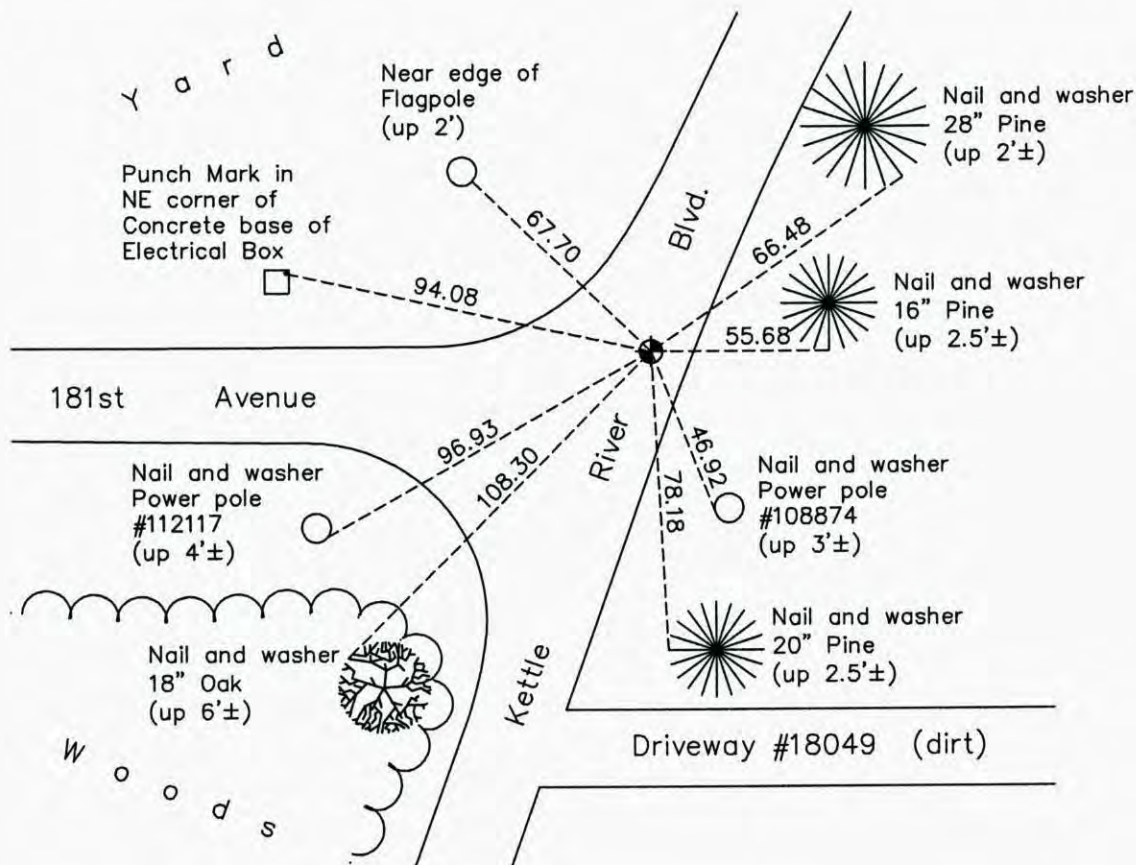 Yard
Near edge of
Flagpole
(up 2')
Nail and washer
28" Pine
(up 2'±)
Punch Mark in
NE corner of
Concrete base of
Electrical Box
67.70
Blvd.
66.48
94.08
Nail and washer
16" Pine
(up 2.5'±)
55.68
181st Avenue
96.93
108.30
River
46.92
78.18
Nail and washer
Power pole
#112117
(up 4'±)
Nail and washer
Power pole
#108874
(up 3'±)
Nail and washer
18" Oak
(up 6'±)
Nail and washer
20" Pine
(up 2.5'±)
Kettle
Woods
Driveway #18049 (dirt)